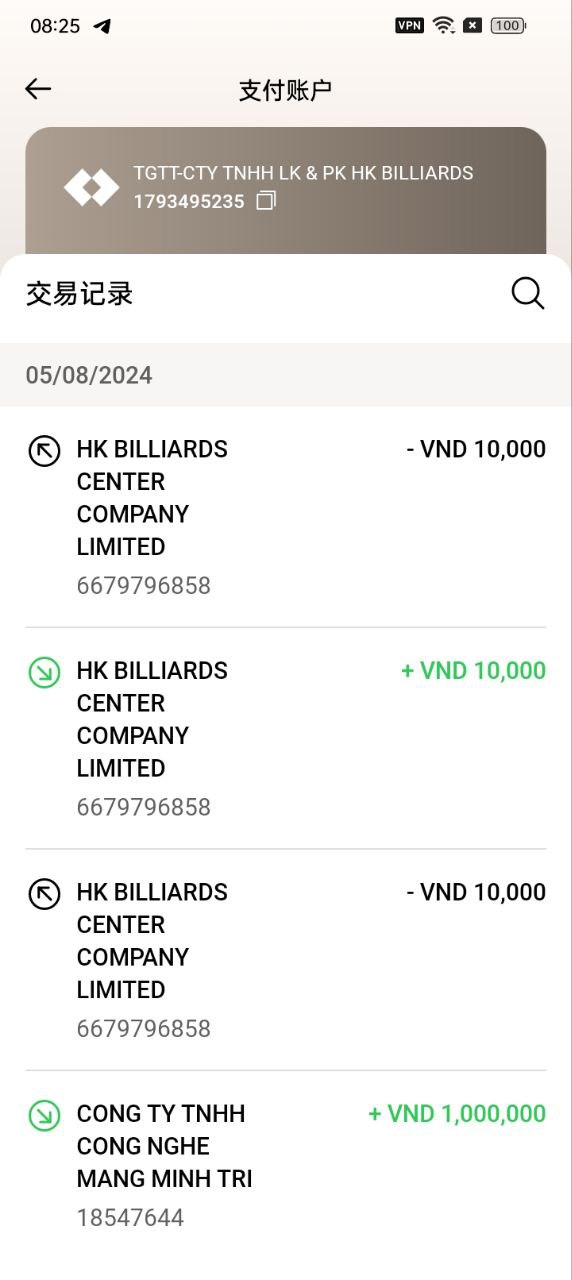 08:25
VPN
100
支付账户
TGTT-CTY TNHH LK & PK HK BILLIARDS
1793495235
交易记录
05/08/2024
HK BILLIARDS - VND 10,000
CENTER
COMPANY
LIMITED
6679796858
HK BILLIARDS + VND 10,000
CENTER
COMPANY
LIMITED
6679796858
HK BILLIARDS - VND 10,000
CENTER
COMPANY
LIMITED
6679796858
CONG TY TNHH + VND 1,000,000
CONG NGHE
MANG MINH TRI
18547644